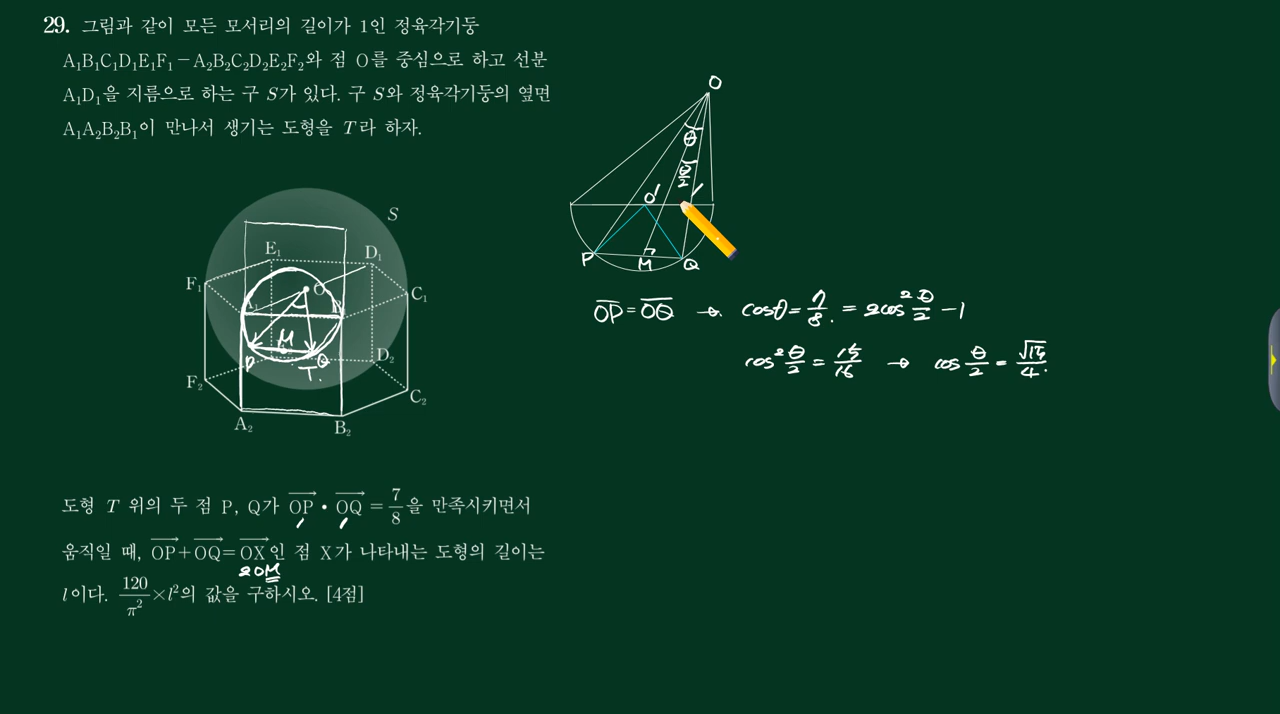 29. 그림과 같이 모든 모서리의 길이가 1인 정육각기둥
A₁B₁C₁D₁E₁F₁－A₂B₂C₂D₂E₂F₂와 점 O를 중심으로 하고 선분
A₁D₁을 지름으로 하는 구 S가 있다. 구 S와 정육각기둥의 옆면
A₁A₂B₂B₁이 만나서 생기는 도형을 T라 하자.
O
θ
θ/2
O'
P
M
Q
S
E₁
D₁
F₁
O
C₁
A₁
B
M
P
Q
D₂
T.
F₂
C₂
A₂
B₂
OP = OQ → cosθ = 7/8. = 2cos² θ/2 − 1
cos² θ/2 = 15/16 → cos θ/2 = √15/4.
도형 T 위의 두 점 P, Q가 OP • OQ = 7/8을 만족시키면서
움직일 때, OP + OQ = OX인 점 X가 나타내는 도형의 길이는
2OM
l이다. 120/π² × l²의 값을 구하시오. [4점]